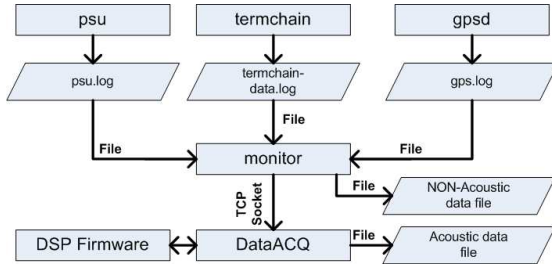 psu
termchain
gpsd
psu.log
termchain-
data.log
gps.log
File
File
File
monitor
TCP
Socket
File
NON-Acoustic
data file
DSP Firmware
DataACQ
File
Acoustic data
file